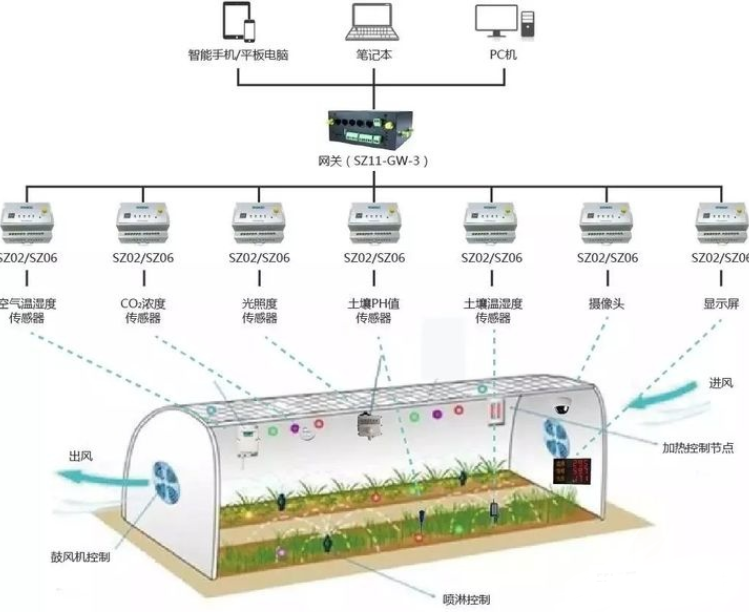 智能手机/平板电脑
笔记本
PC机
网关（SZ11-GW-3）
SZ02/SZ06
SZ02/SZ06
SZ02/SZ06
SZ02/SZ06
SZ02/SZ06
SZ02/SZ06
SZ02/SZ06
空气温湿度
传感器
CO₂浓度
传感器
光照度
传感器
土壤PH值
传感器
土壤温湿度
传感器
摄像头
显示屏
进风
出风
加热控制节点
鼓风机控制
喷淋控制